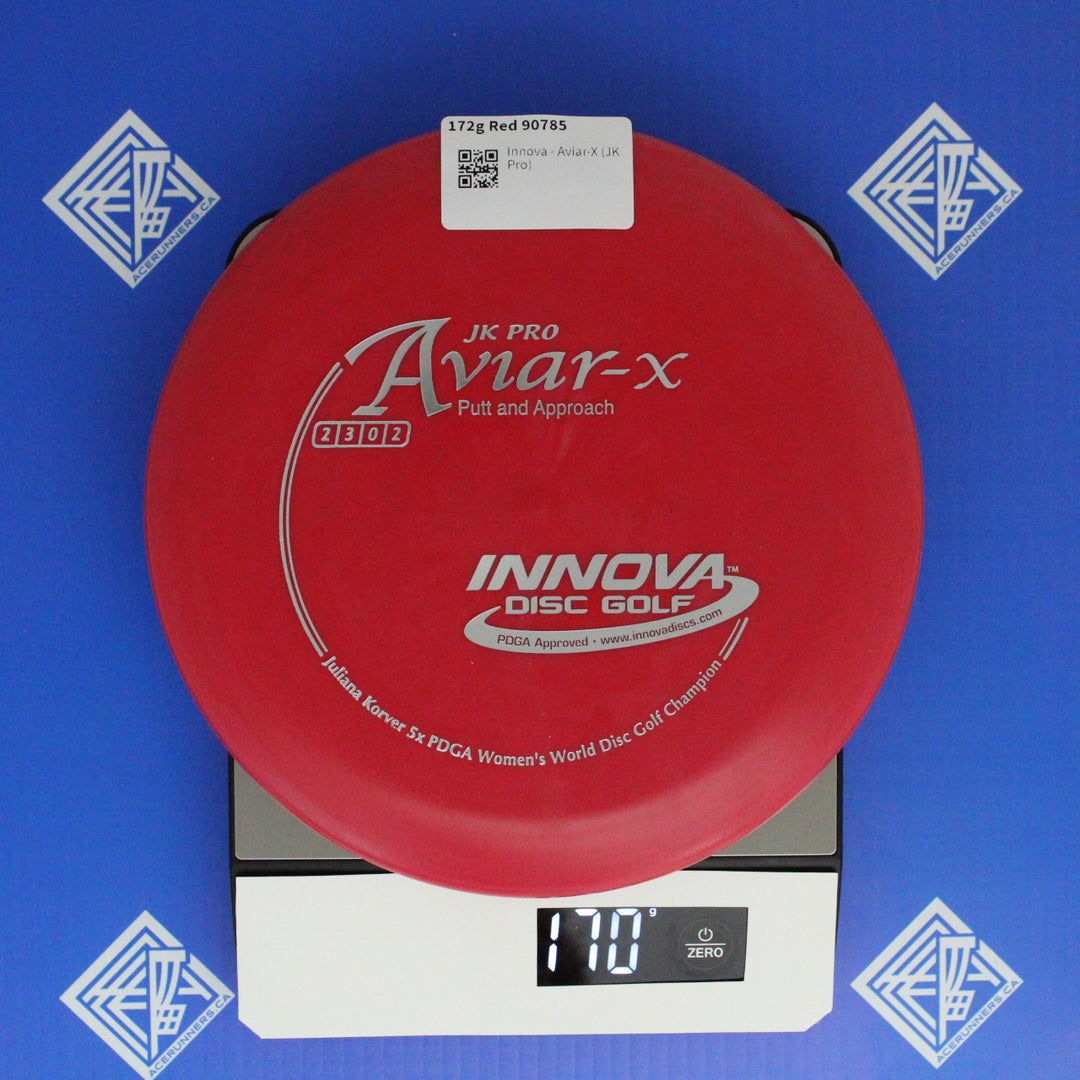 172g Red 90785
Innova - Aviar-X (JK
Pro)
ACERUNNERS.CA
ACERUNNERS.CA
JK PRO
Aviar-x
Putt and Approach
2 3 0 2
INNOVA™
DISC GOLF
PDGA Approved • www.innovadiscs.com
Juliana Korver 5x PDGA Women's World Disc Golf Champion
170 g
ZERO
ACERUNNERS.CA
ACERUNNERS.CA